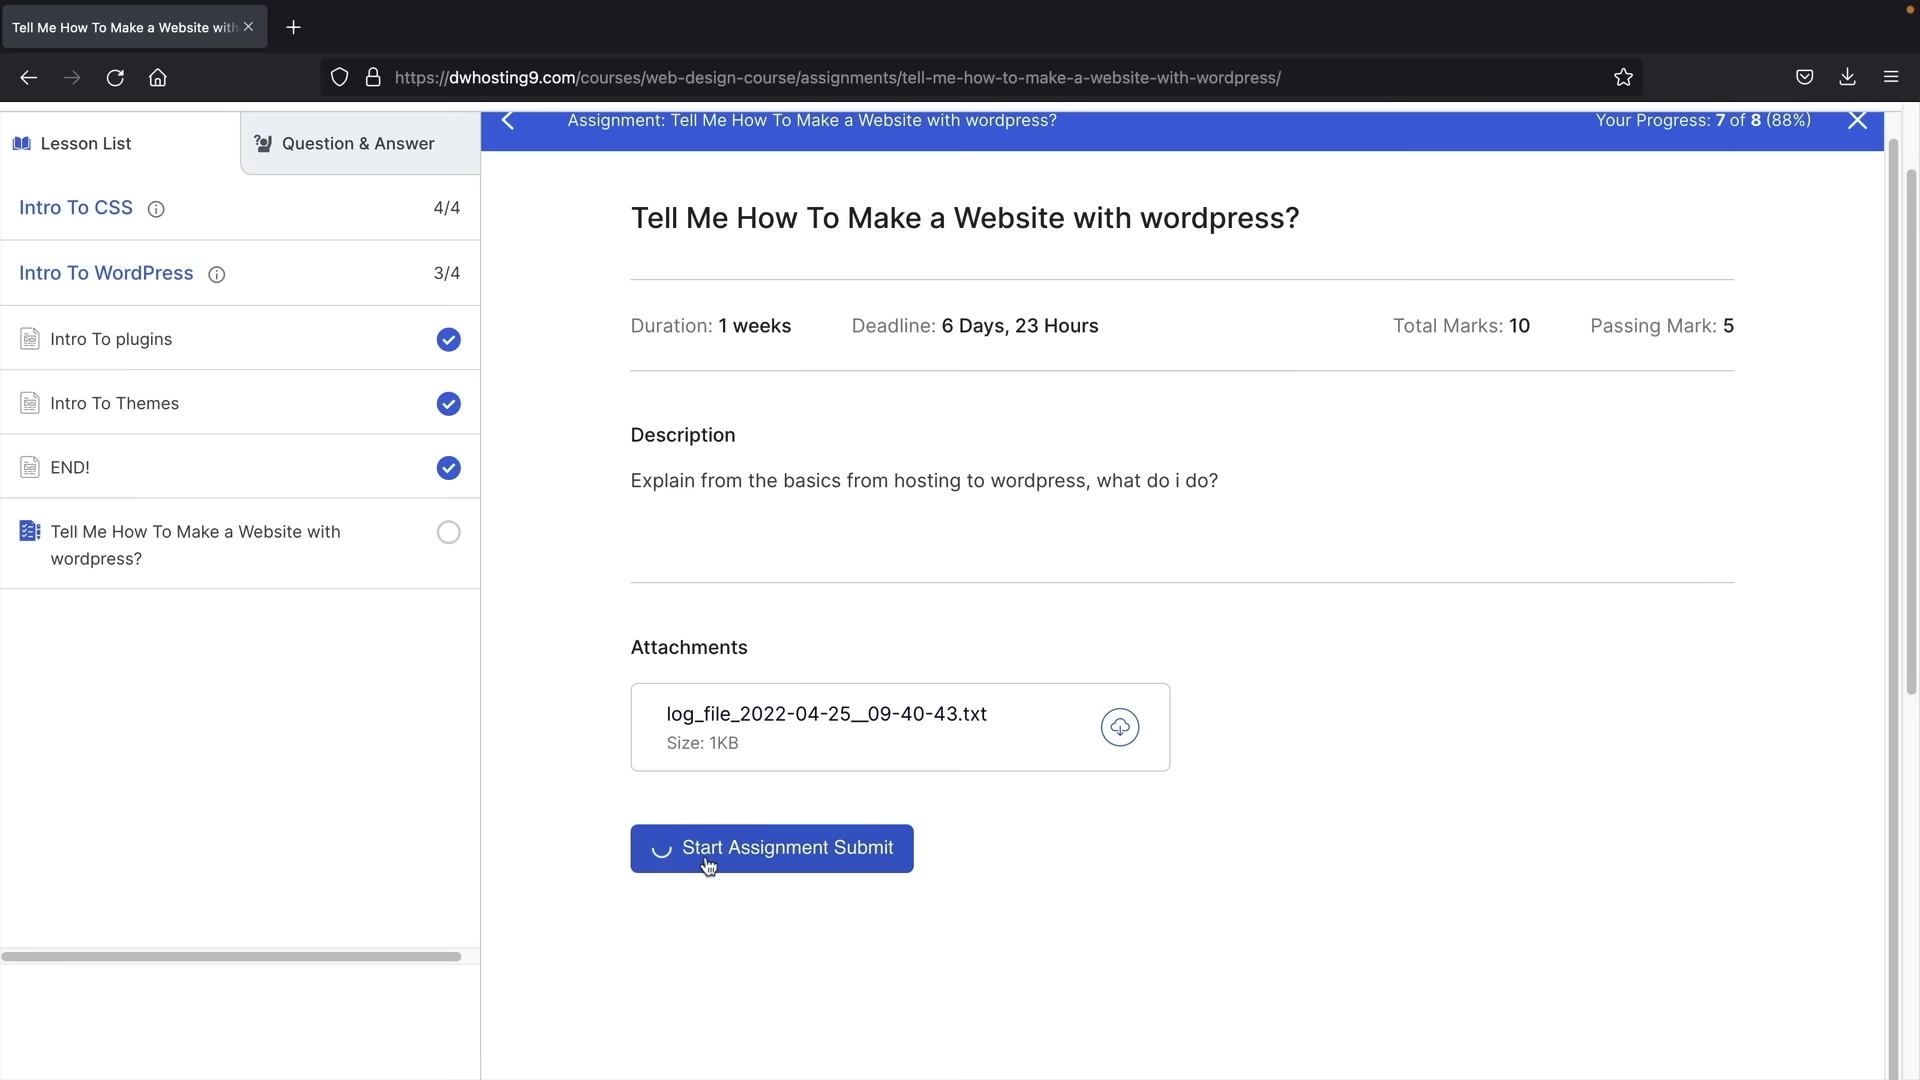 Tell Me How To Make a Website with
https://dwhosting9.com/courses/web-design-course/assignments/tell-me-how-to-make-a-website-with-wordpress/
Lesson List
Question & Answer
Assignment: Tell Me How To Make a Website with wordpress?
Your Progress: 7 of 8 (88%)
Intro To CSS
4/4
Intro To WordPress
3/4
Intro To plugins
Intro To Themes
END!
Tell Me How To Make a Website with
wordpress?
Tell Me How To Make a Website with wordpress?
Duration: 1 weeks
Deadline: 6 Days, 23 Hours
Total Marks: 10
Passing Mark: 5
Description
Explain from the basics from hosting to wordpress, what do i do?
Attachments
log_file_2022-04-25__09-40-43.txt
Size: 1KB
Start Assignment Submit